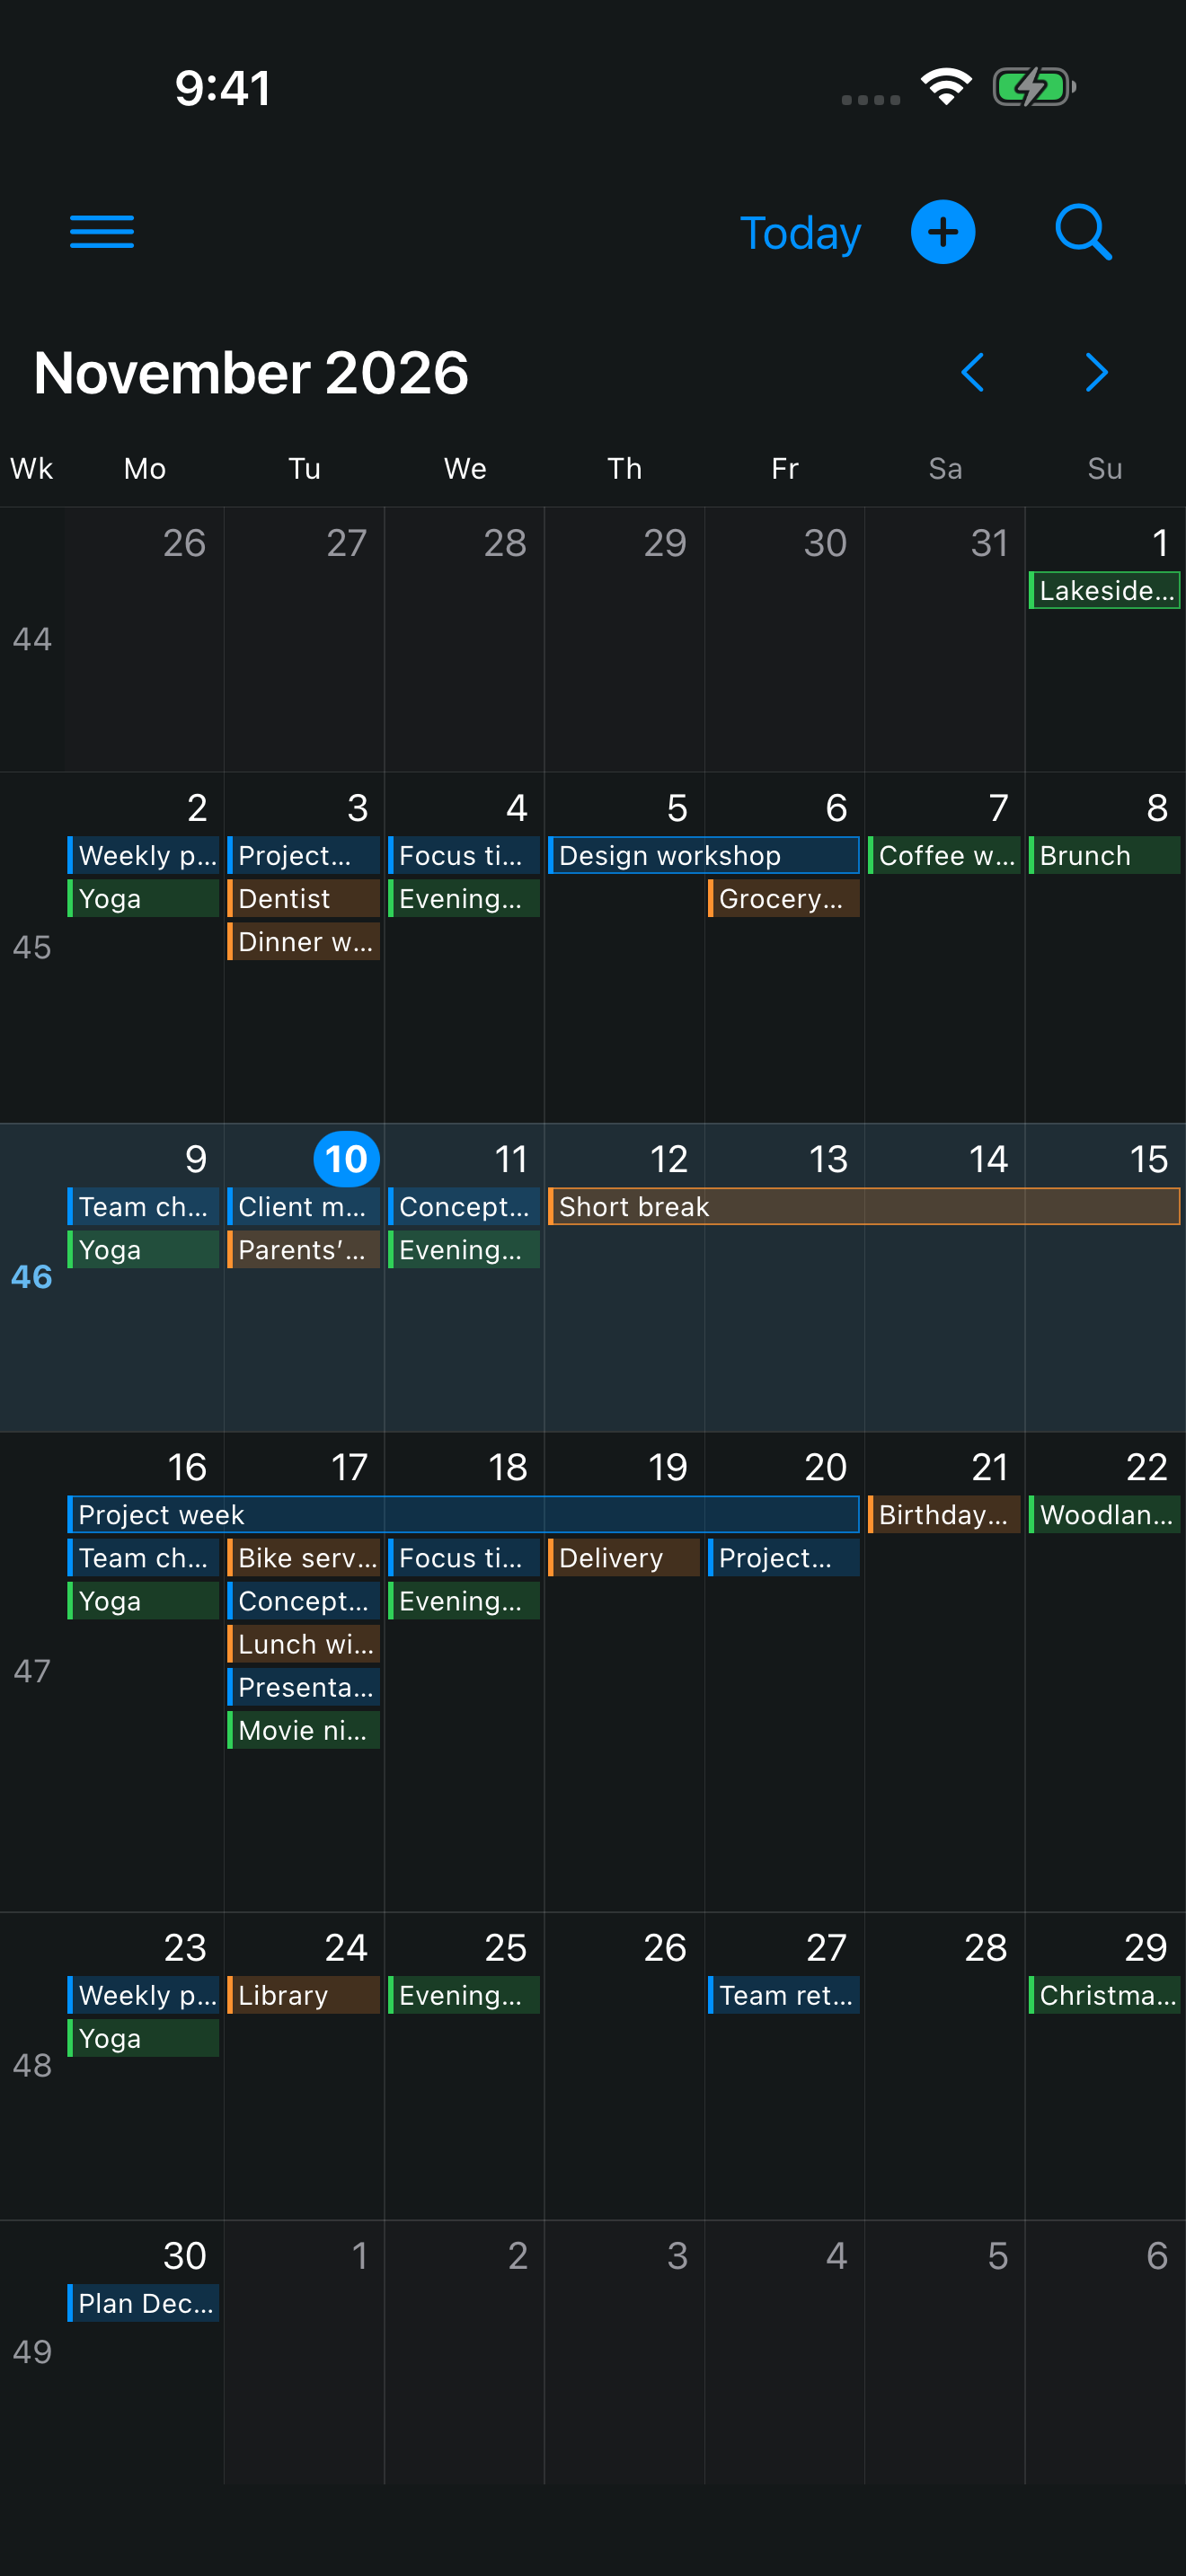 9:41
Today
November 2026
Wk Mo Tu We Th Fr Sa Su
44 26 27 28 29 30 31 1
Lakeside...
45 2 3 4 5 6 7 8
Weekly p... Project... Focus ti... Design workshop Coffee w... Brunch
Yoga Dentist Evening... Grocery...
Dinner w...
46 9 10 11 12 13 14 15
Team ch... Client m... Concept... Short break
Yoga Parents’... Evening...
47 16 17 18 19 20 21 22
Project week Birthday... Woodlan...
Team ch... Bike serv... Focus ti... Delivery Project...
Yoga Concept... Evening...
Lunch wi...
Presenta...
Movie ni...
48 23 24 25 26 27 28 29
Weekly p... Library Evening... Team ret... Christma...
Yoga
49 30 1 2 3 4 5 6
Plan Dec...